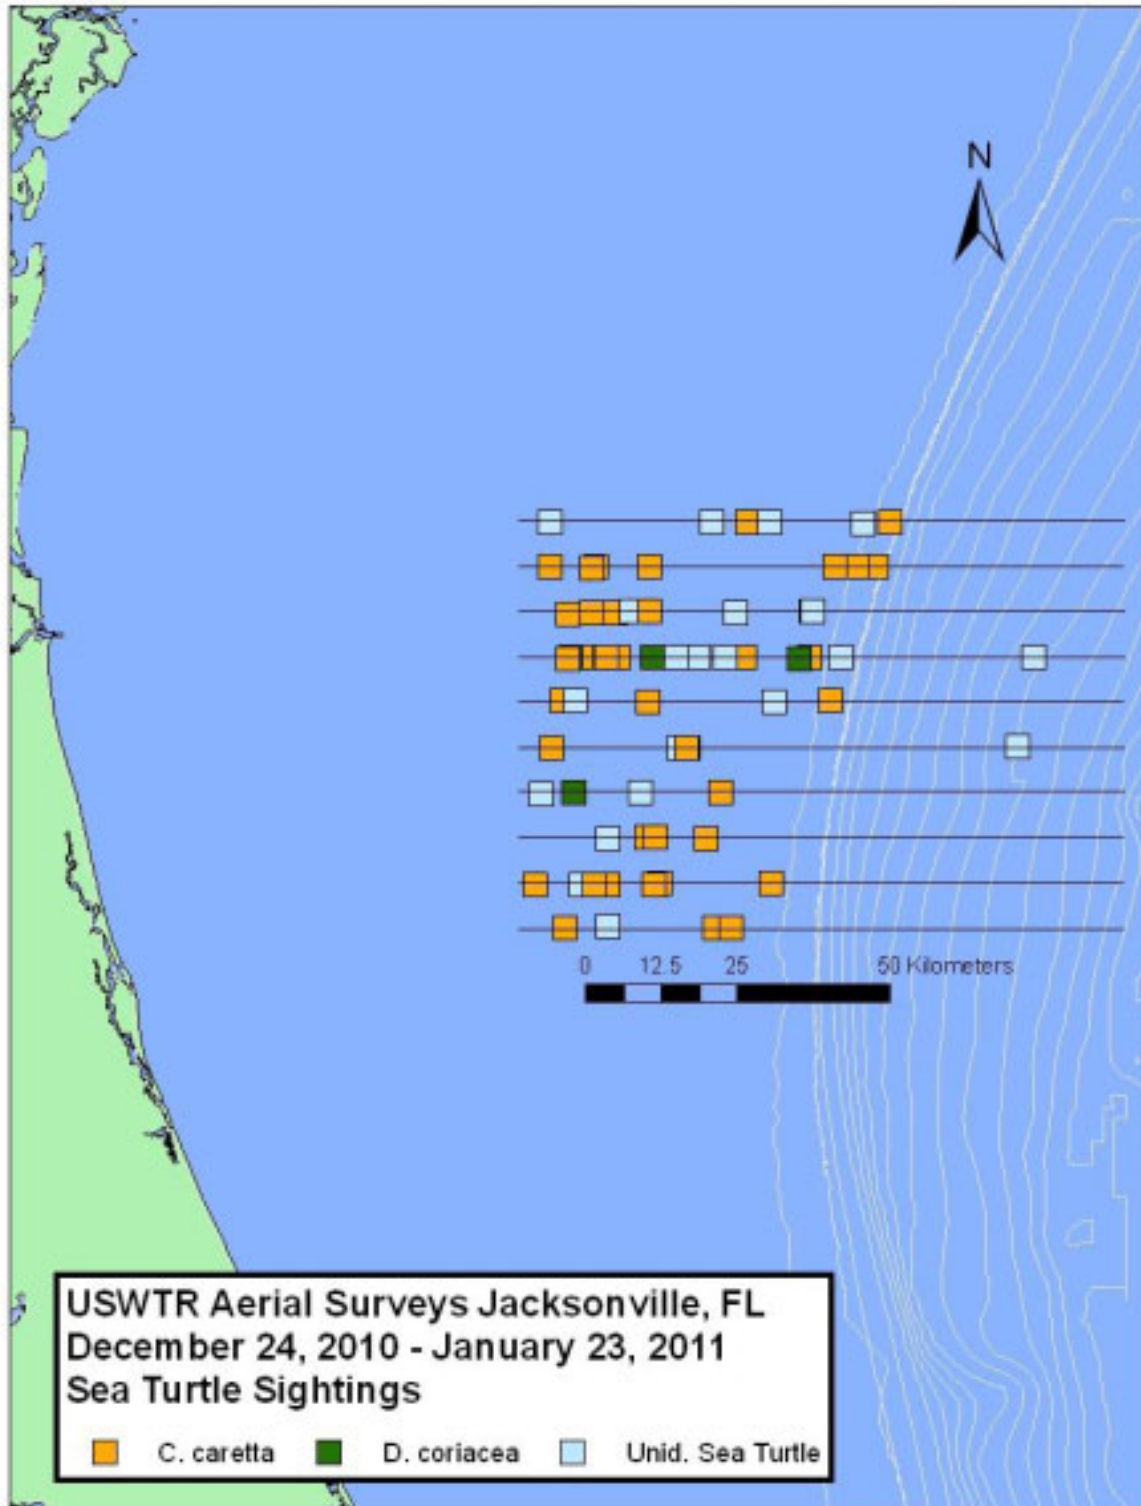 N
0 12.5 25 50 Kilometers
USWTR Aerial Surveys Jacksonville, FL
December 24, 2010 - January 23, 2011
Sea Turtle Sightings
C. caretta D. coriacea Unid. Sea Turtle